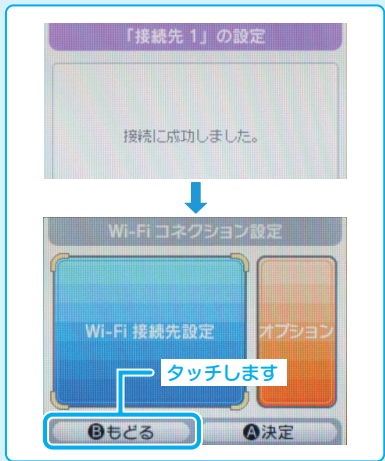 「接続先 1」の設定
接続に成功しました。
Wi-Fi コネクション設定
Wi-Fi 接続先設定
オプション
タッチします
Ⓑもどる
Ⓐ決定